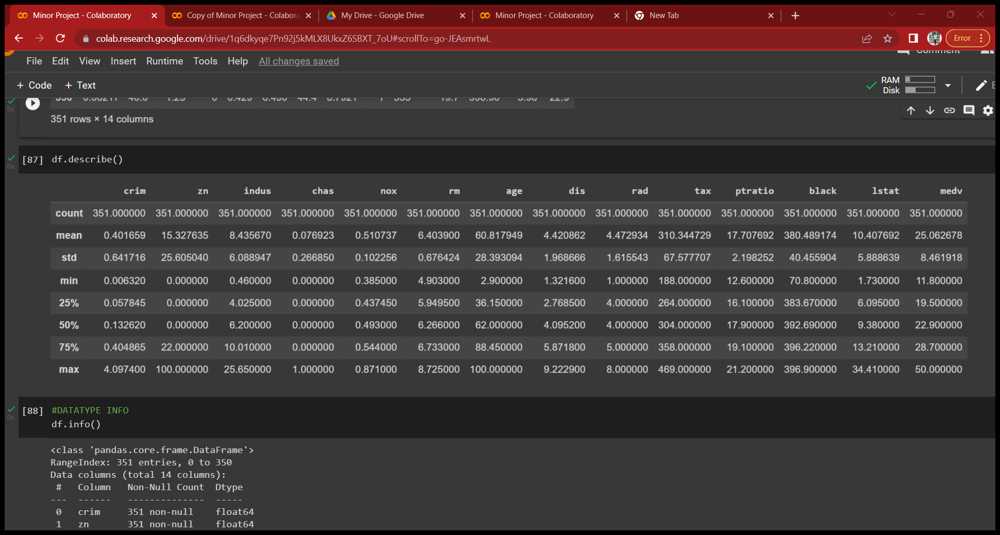 Minor Project - Colaboratory Copy of Minor Project - Colabora My Drive - Google Drive Minor Project - Colaboratory New Tab
colab.research.google.com/drive/1q6dkyqe7Pn92j5kMLX8UkxZ6SBXT_7oU#scrollTo=go-JEAsmrtwL Error
Comment
File Edit View Insert Runtime Tools Help All changes saved
+ Code + Text RAM
Disk
0s
351 rows × 14 columns
[87] df.describe()
0s
crim zn indus chas nox rm age dis rad tax ptratio black lstat medv
count 351.000000 351.000000 351.000000 351.000000 351.000000 351.000000 351.000000 351.000000 351.000000 351.000000 351.000000 351.000000 351.000000 351.000000
mean 0.401659 15.327635 8.435670 0.076923 0.510737 6.403900 60.817949 4.420862 4.472934 310.344729 17.707692 380.489174 10.407692 25.062678
std 0.641716 25.605040 6.088947 0.266850 0.102256 0.676424 28.393094 1.968666 1.615543 67.577707 2.198252 40.455904 5.888639 8.461918
min 0.006320 0.000000 0.460000 0.000000 0.385000 4.903000 2.900000 1.321600 1.000000 188.000000 12.600000 70.800000 1.730000 11.800000
25% 0.057845 0.000000 4.025000 0.000000 0.437450 5.949500 36.150000 2.768500 4.000000 264.000000 16.100000 383.670000 6.095000 19.500000
50% 0.132620 0.000000 6.200000 0.000000 0.493000 6.266000 62.000000 4.095200 4.000000 304.000000 17.900000 392.690000 9.380000 22.900000
75% 0.404865 22.000000 10.010000 0.000000 0.544000 6.733000 88.450000 5.871800 5.000000 358.000000 19.100000 396.220000 13.210000 28.700000
max 4.097400 100.000000 25.650000 1.000000 0.871000 8.725000 100.000000 9.222900 8.000000 469.000000 21.200000 396.900000 34.410000 50.000000
[88] #DATATYPE INFO
0s
df.info()
<class 'pandas.core.frame.DataFrame'>
RangeIndex: 351 entries, 0 to 350
Data columns (total 14 columns):
# Column Non-Null Count Dtype
--- ------ -------------- -----
0 crim 351 non-null float64
1 zn 351 non-null float64